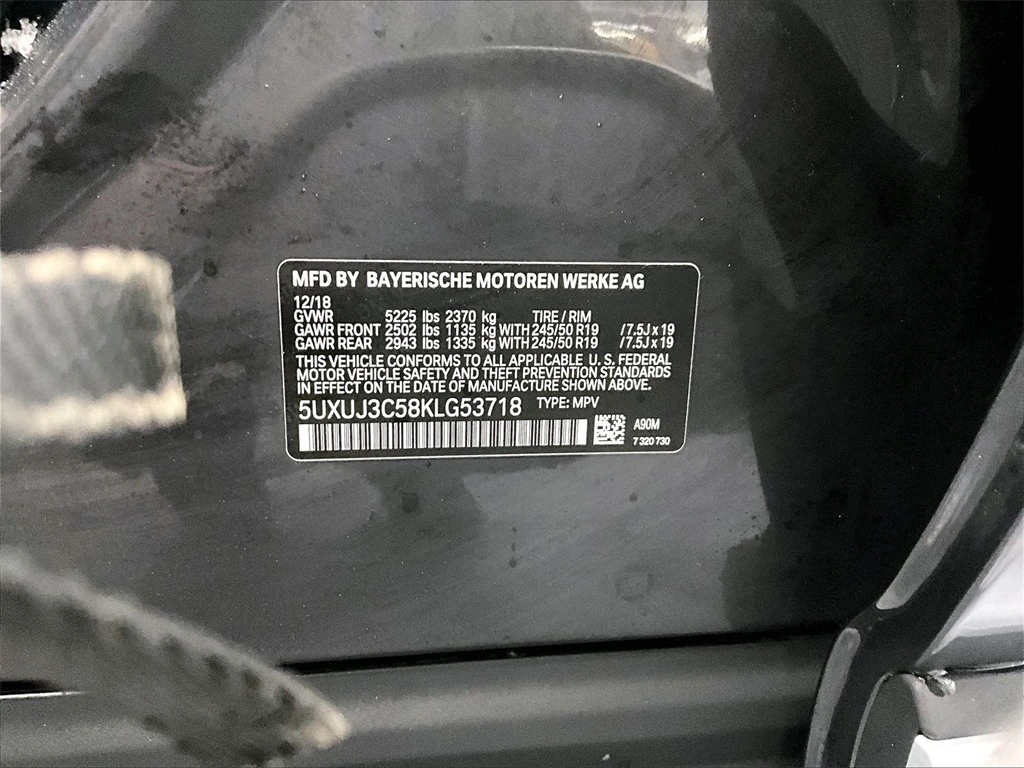 MFD BY BAYERISCHE MOTOREN WERKE AG
12/18
GVWR 5225 lbs 2370 kg TIRE / RIM
GAWR FRONT 2502 lbs 1135 kg WITH 245/50 R19 / 7.5J x 19
GAWR REAR 2943 lbs 1335 kg WITH 245/50 R19 / 7.5J x 19
THIS VEHICLE CONFORMS TO ALL APPLICABLE U. S. FEDERAL
MOTOR VEHICLE SAFETY AND THEFT PREVENTION STANDARDS
IN EFFECT ON THE DATE OF MANUFACTURE SHOWN ABOVE.
5UXUJ3C58KLG53718 TYPE: MPV
A90M
7 320 730